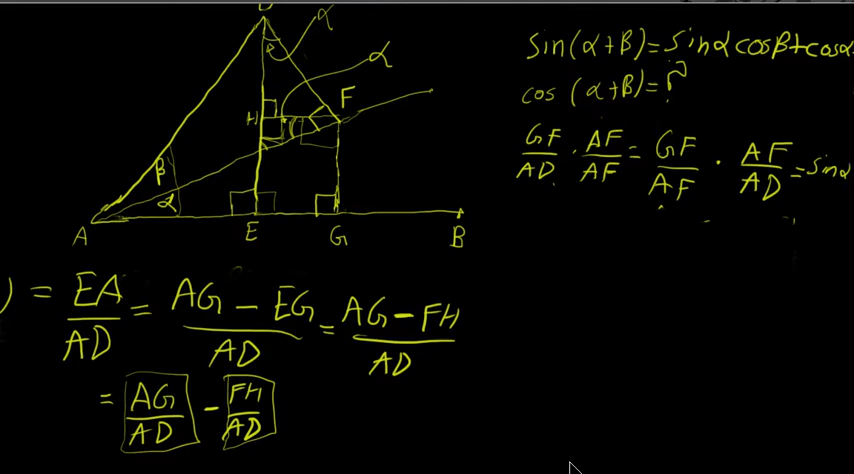 α
α
F
H
β
α
A E G B
sin(α+β)=sinα cosβ+cosα
cos (α+β)=?
GF/AD · AF/AF = GF/AF · AF/AD = sinα
) = EA/AD = AG − EG/AD = AG − FH/AD
= AG/AD − FH/AD